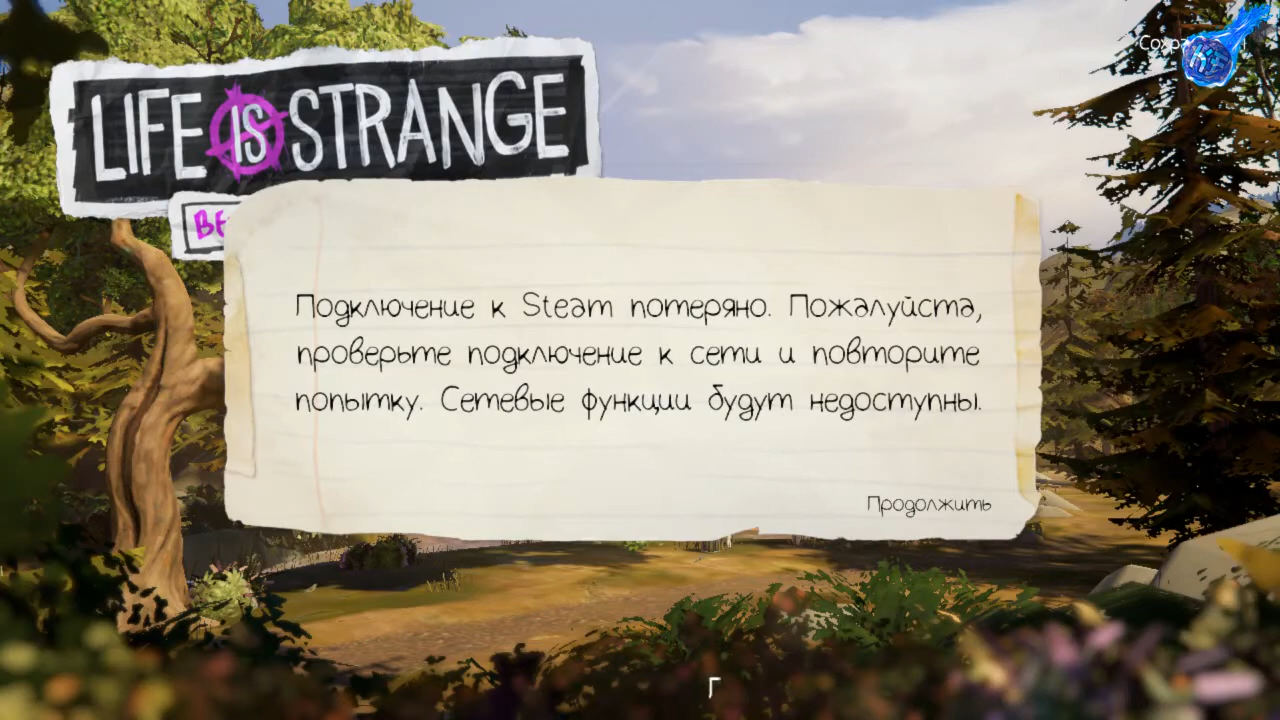 LIFE IS STRANGE
Подключение к Steam потеряно. Пожалуйста,
проверьте подключение к сети и повторите
попытку. Сетевые функции будут недоступны.
Продолжить